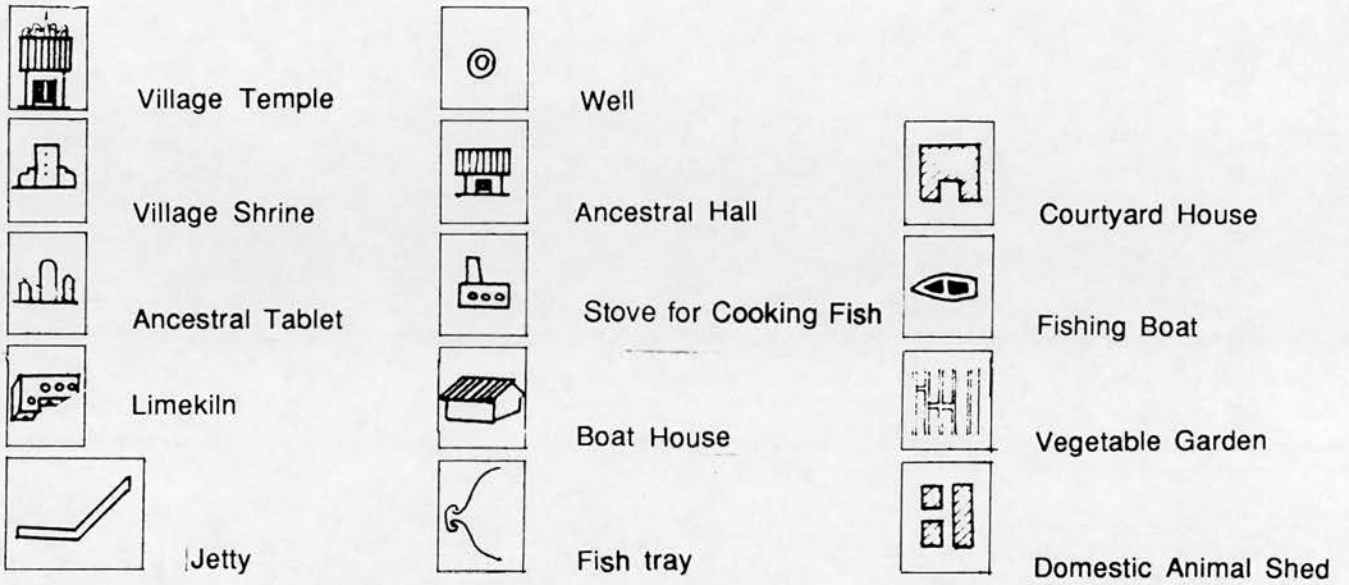 Village Temple
Well
Village Shrine
Ancestral Hall
Courtyard House
Ancestral Tablet
Stove for Cooking Fish
Fishing Boat
Limekiln
Boat House
Vegetable Garden
Jetty
Fish tray
Domestic Animal Shed